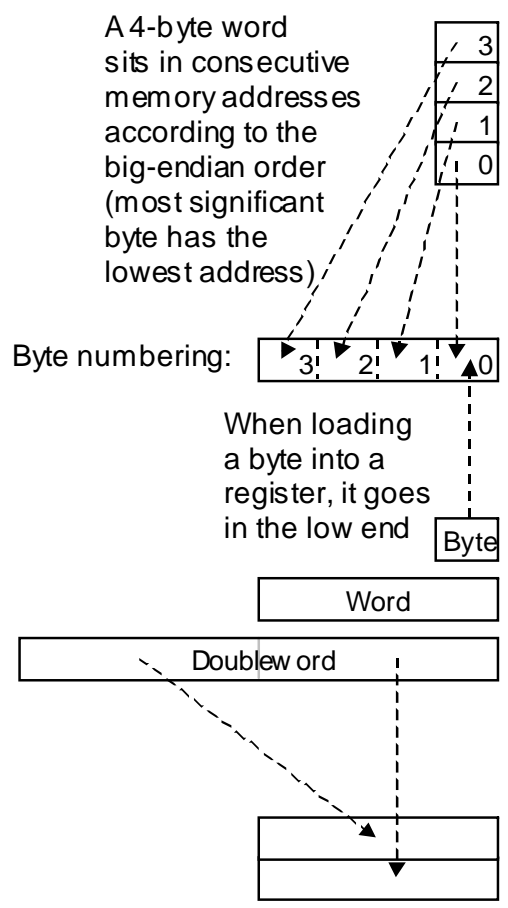 A 4-byte word
sits in consecutive
memory addresses
according to the
big-endian order
(most significant
byte has the
lowest address)
3
2
1
0
Byte numbering:
3 2 1 0
When loading
a byte into a
register, it goes
in the low end
Byte
Word
Doubleword